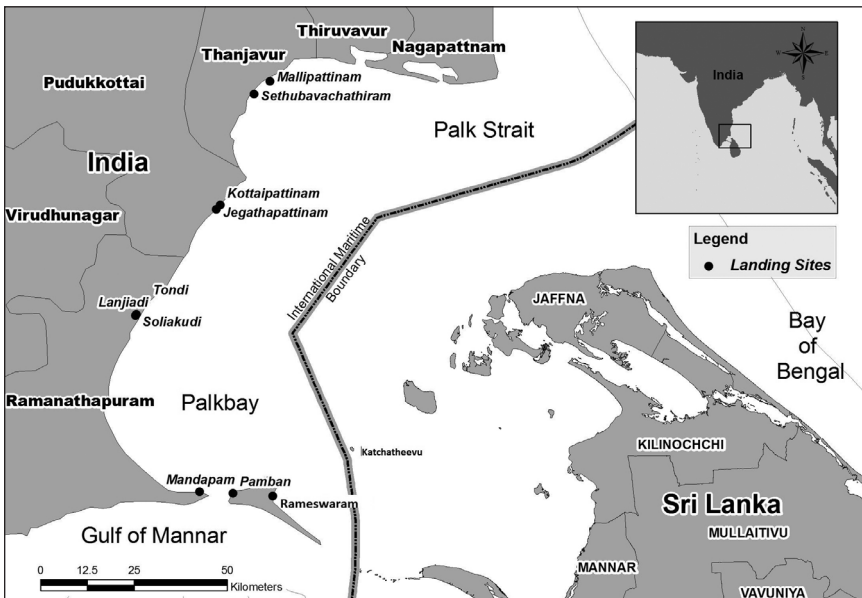 Thiruvavur
Thanjavur
Nagapattnam
Pudukkottai
Mallipattinam
Sethubavachathiram
Palk Strait
India
Kottaipattinam
Jegathapattinam
Virudhunagar
International Maritime
Boundary
Tondi
Lanjiadi
Soliakudi
Ramanathapuram
Palkbay
Katchatheevu
Mandapam
Pamban
Rameswaram
Gulf of Mannar
0 12.5 25 50
Kilometers
India
N
W
E
S
Legend
Landing Sites
JAFFNA
Bay
of
Bengal
KILINOCHCHI
Sri Lanka
MULLAITIVU
MANNAR
VAVUNIYA